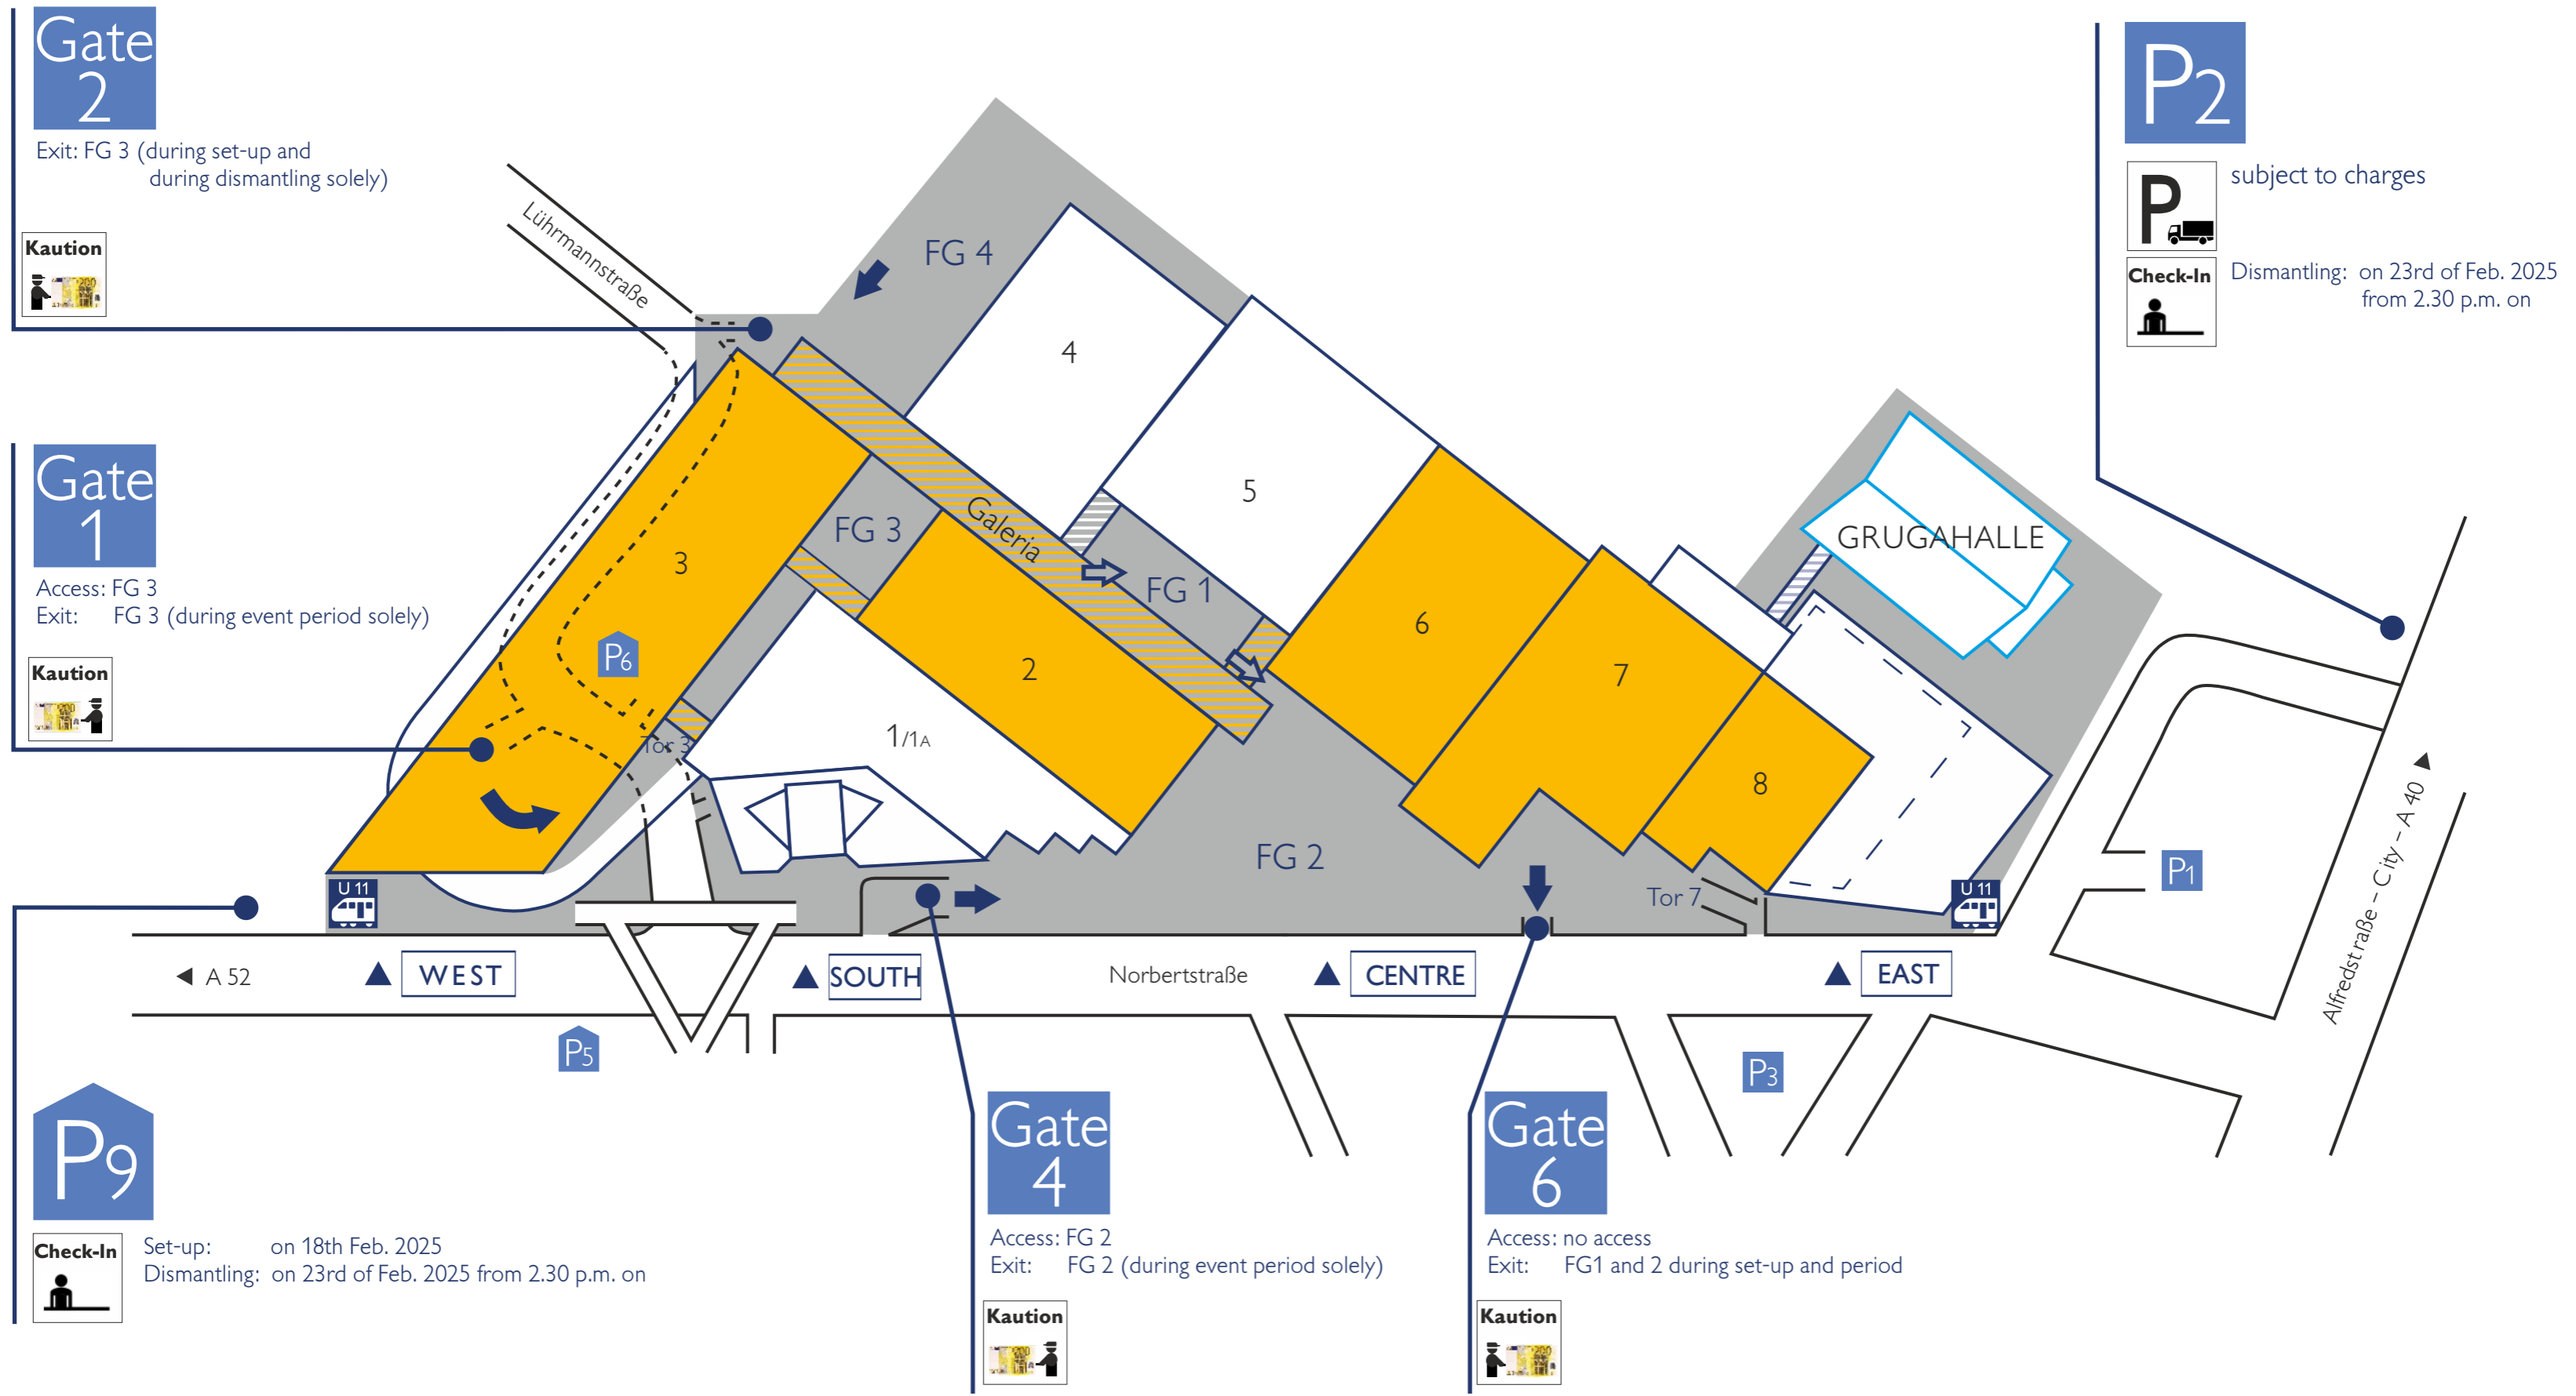 Gate
2
Exit: FG 3 (during set-up and
during dismantling solely)
Kaution
P2
P
subject to charges
Check-In
Dismantling: on 23rd of Feb. 2025
from 2.30 p.m. on
Lührmannstraße
FG 4
4
5
Gate
1
Access: FG 3
Exit: FG 3 (during event period solely)
Kaution
FG 3
Galeria
FG 1
GRUGAHALLE
3
P6
2
6
7
Tor 3
1/1A
8
FG 2
Tor 7
U 11
U 11
P1
Alfredstraße – City – A 40
A 52
WEST
SOUTH
Norbertstraße
CENTRE
EAST
P5
P3
P9
Check-In
Set-up: on 18th Feb. 2025
Dismantling: on 23rd of Feb. 2025 from 2.30 p.m. on
Gate
4
Access: FG 2
Exit: FG 2 (during event period solely)
Kaution
Gate
6
Access: no access
Exit: FG1 and 2 during set-up and period
Kaution